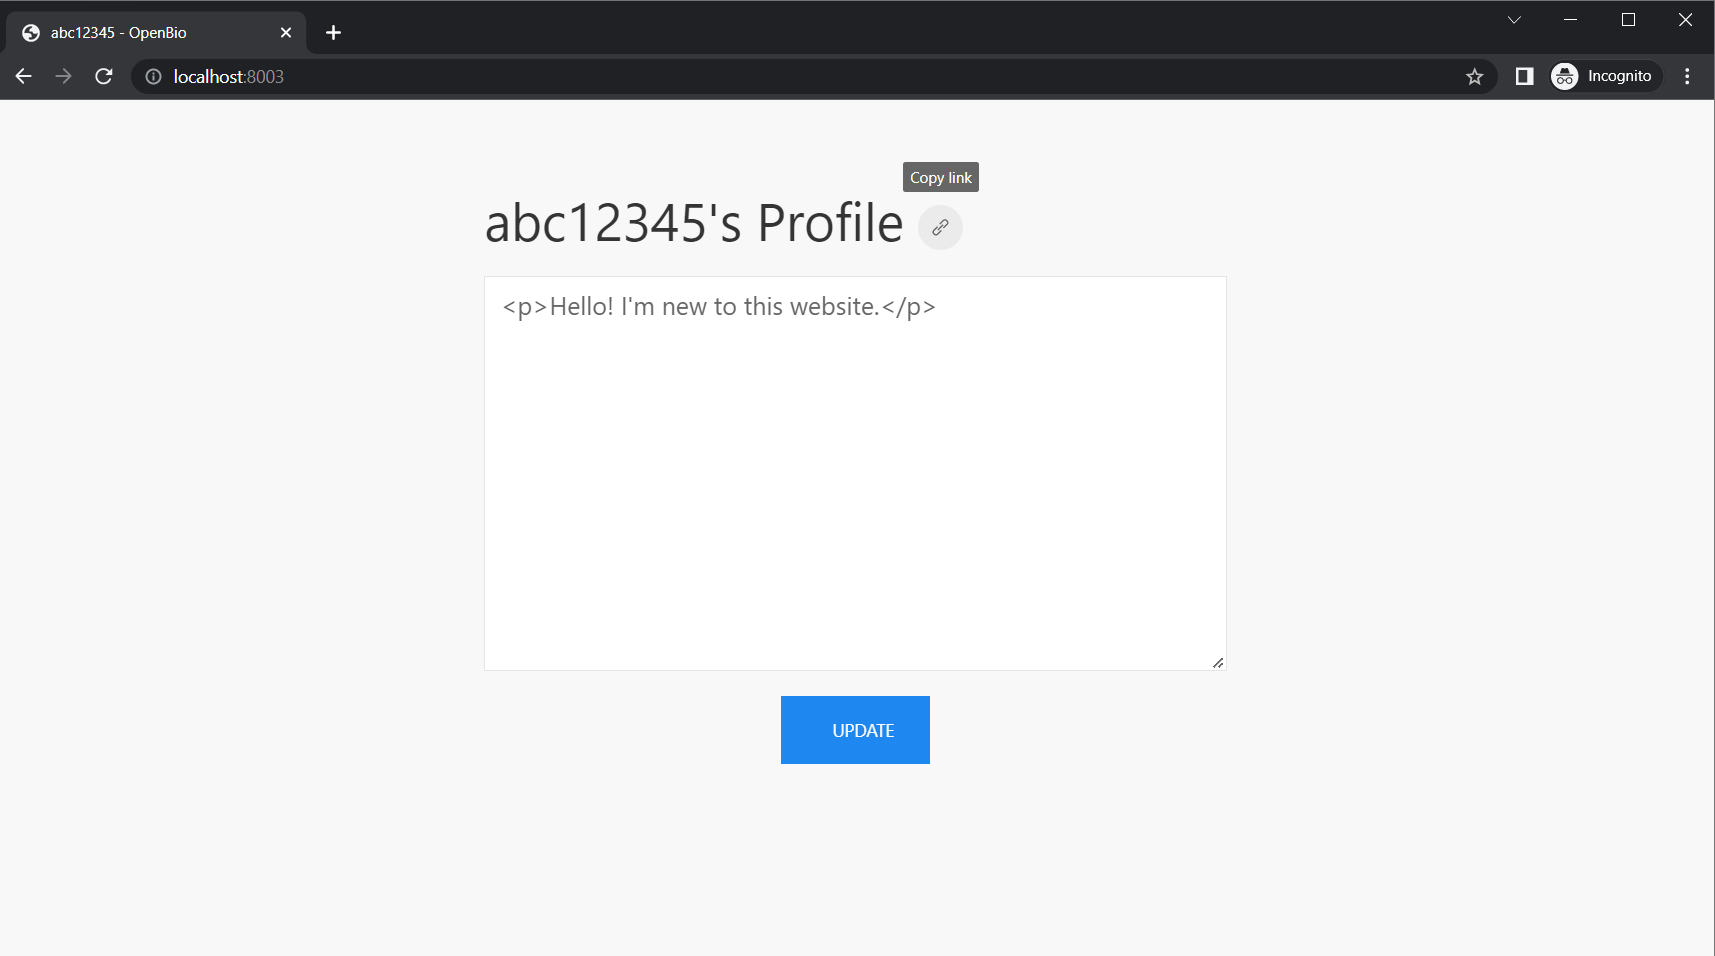 abc12345 - OpenBio
localhost:8003
Incognito
Copy link
abc12345's Profile
<p>Hello! I'm new to this website.</p>
UPDATE